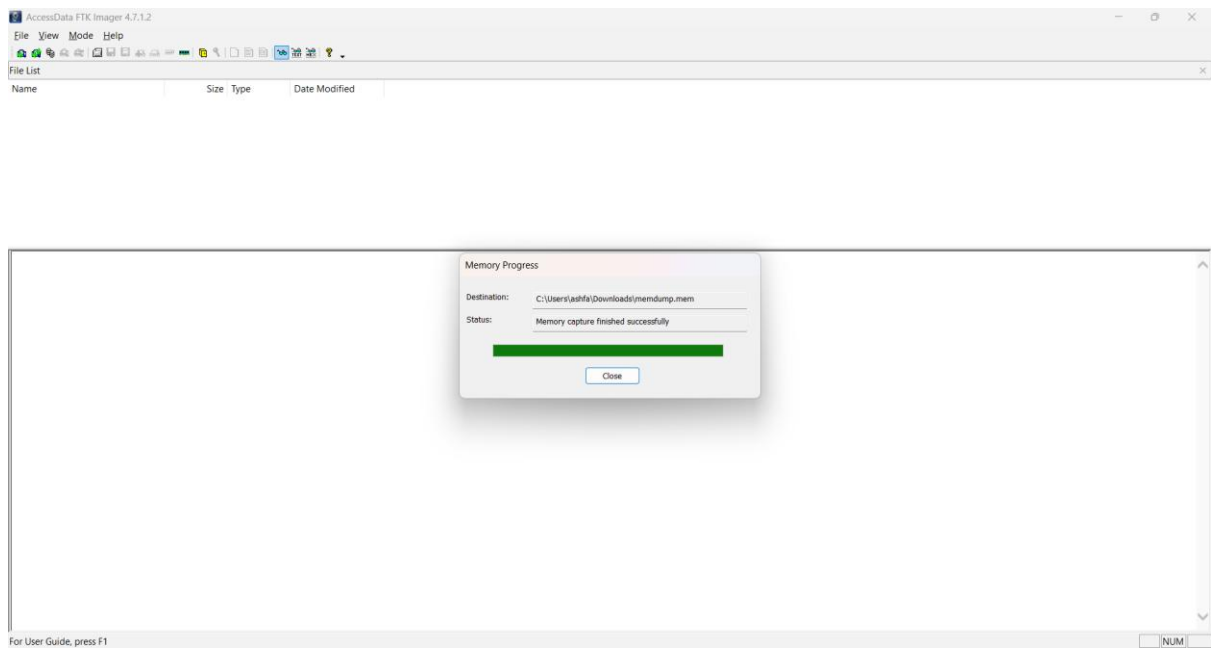 AccessData FTK Imager 4.7.1.2
File View Mode Help
File List
Name Size Type Date Modified
Memory Progress
Destination: C:\Users\ashfa\Downloads\memdump.mem
Status: Memory capture finished successfully
Close
For User Guide, press F1 NUM